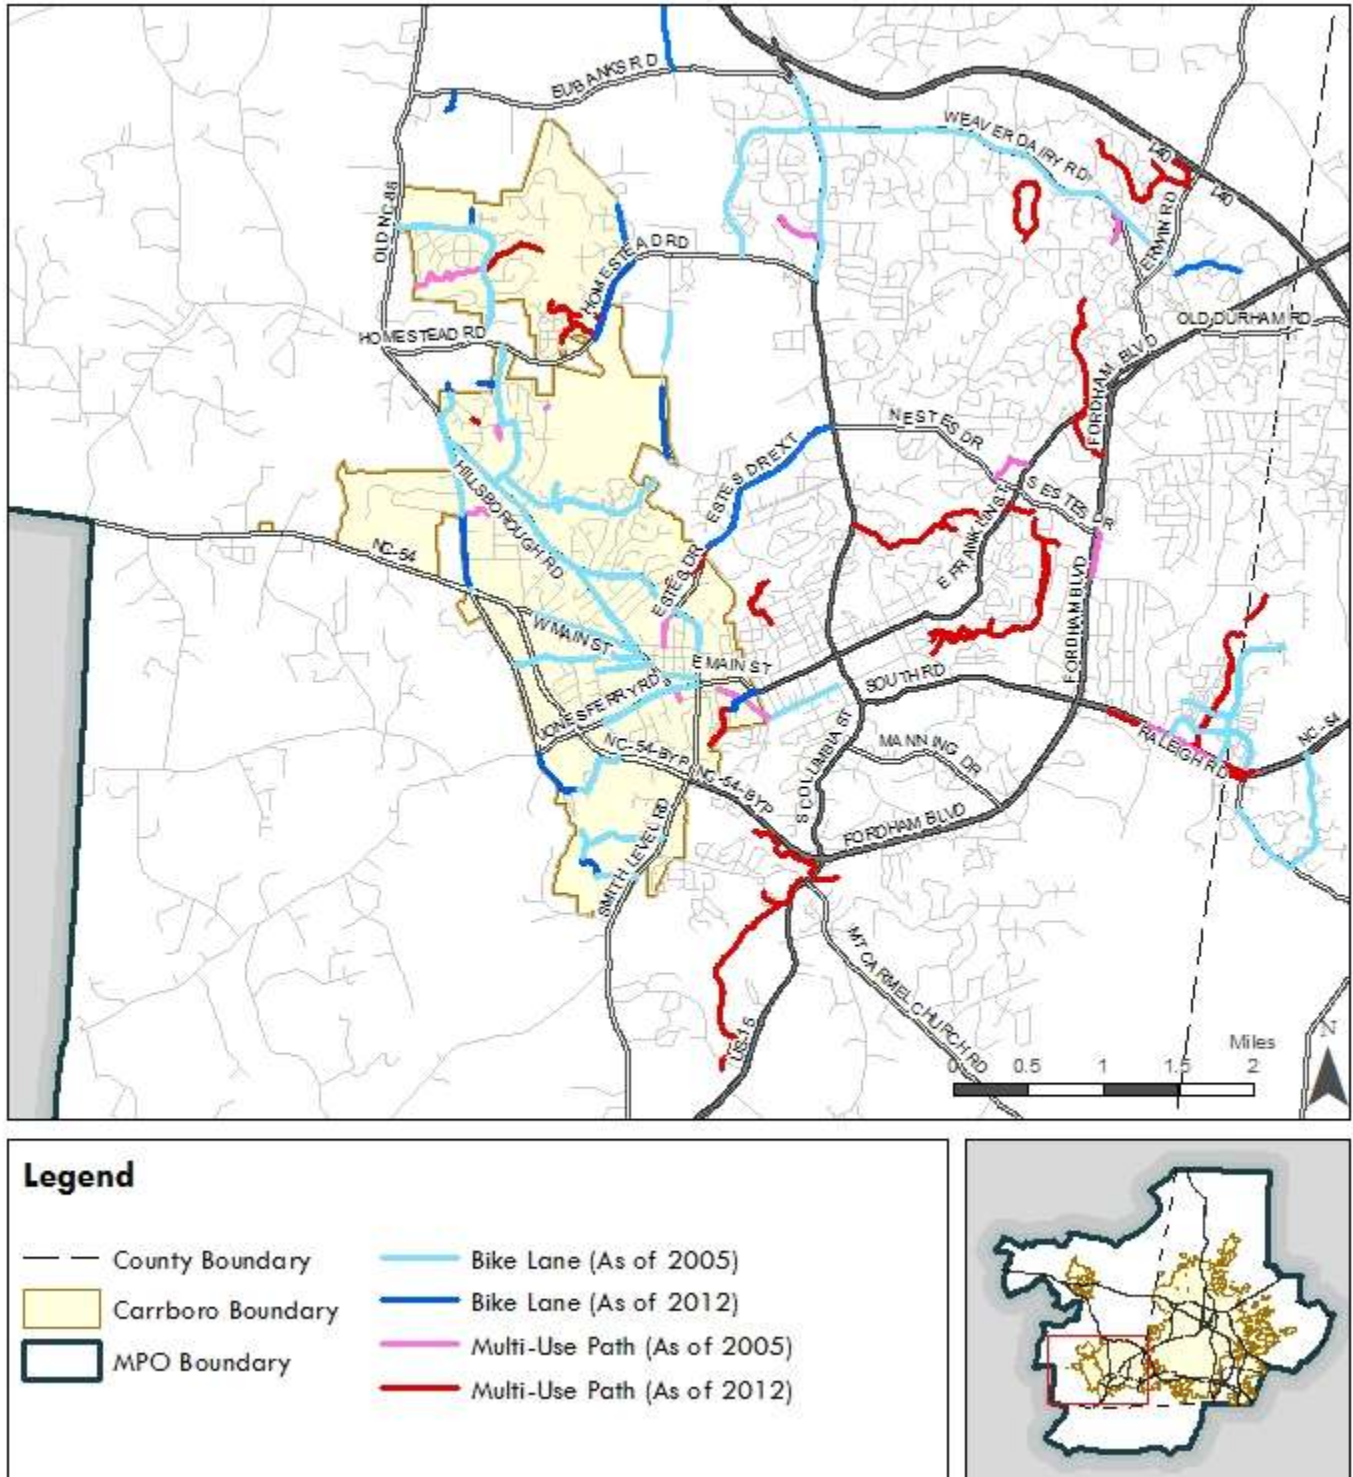 EUBANKS RD
WEAVER DAIRY RD
I-40
I-40
OLD NC-86
ERWIN RD
HOMESTEAD RD
HOMESTEAD RD
OLD DURHAM RD
FORDHAM BLVD
N ESTES DR
ESTES DR EXT
S ESTES DR
HILLSBOROUGH RD
NC-54
E FRANKLIN ST
ESTES DR
FORDHAM BLVD
W MAIN ST
E MAIN ST
SOUTH RD
JONES FERRY RD
RALEIGH RD
NC-54
MANNING DR
NC-54-BYP
NC-54-BYP
S COLUMBIA ST
FORDHAM BLVD
SMITH LEVEL RD
MT CARMEL CHURCH RD
US-15
N
Miles
0 0.5 1 1.5 2
Legend
County Boundary
Carrboro Boundary
MPO Boundary
Bike Lane (As of 2005)
Bike Lane (As of 2012)
Multi-Use Path (As of 2005)
Multi-Use Path (As of 2012)